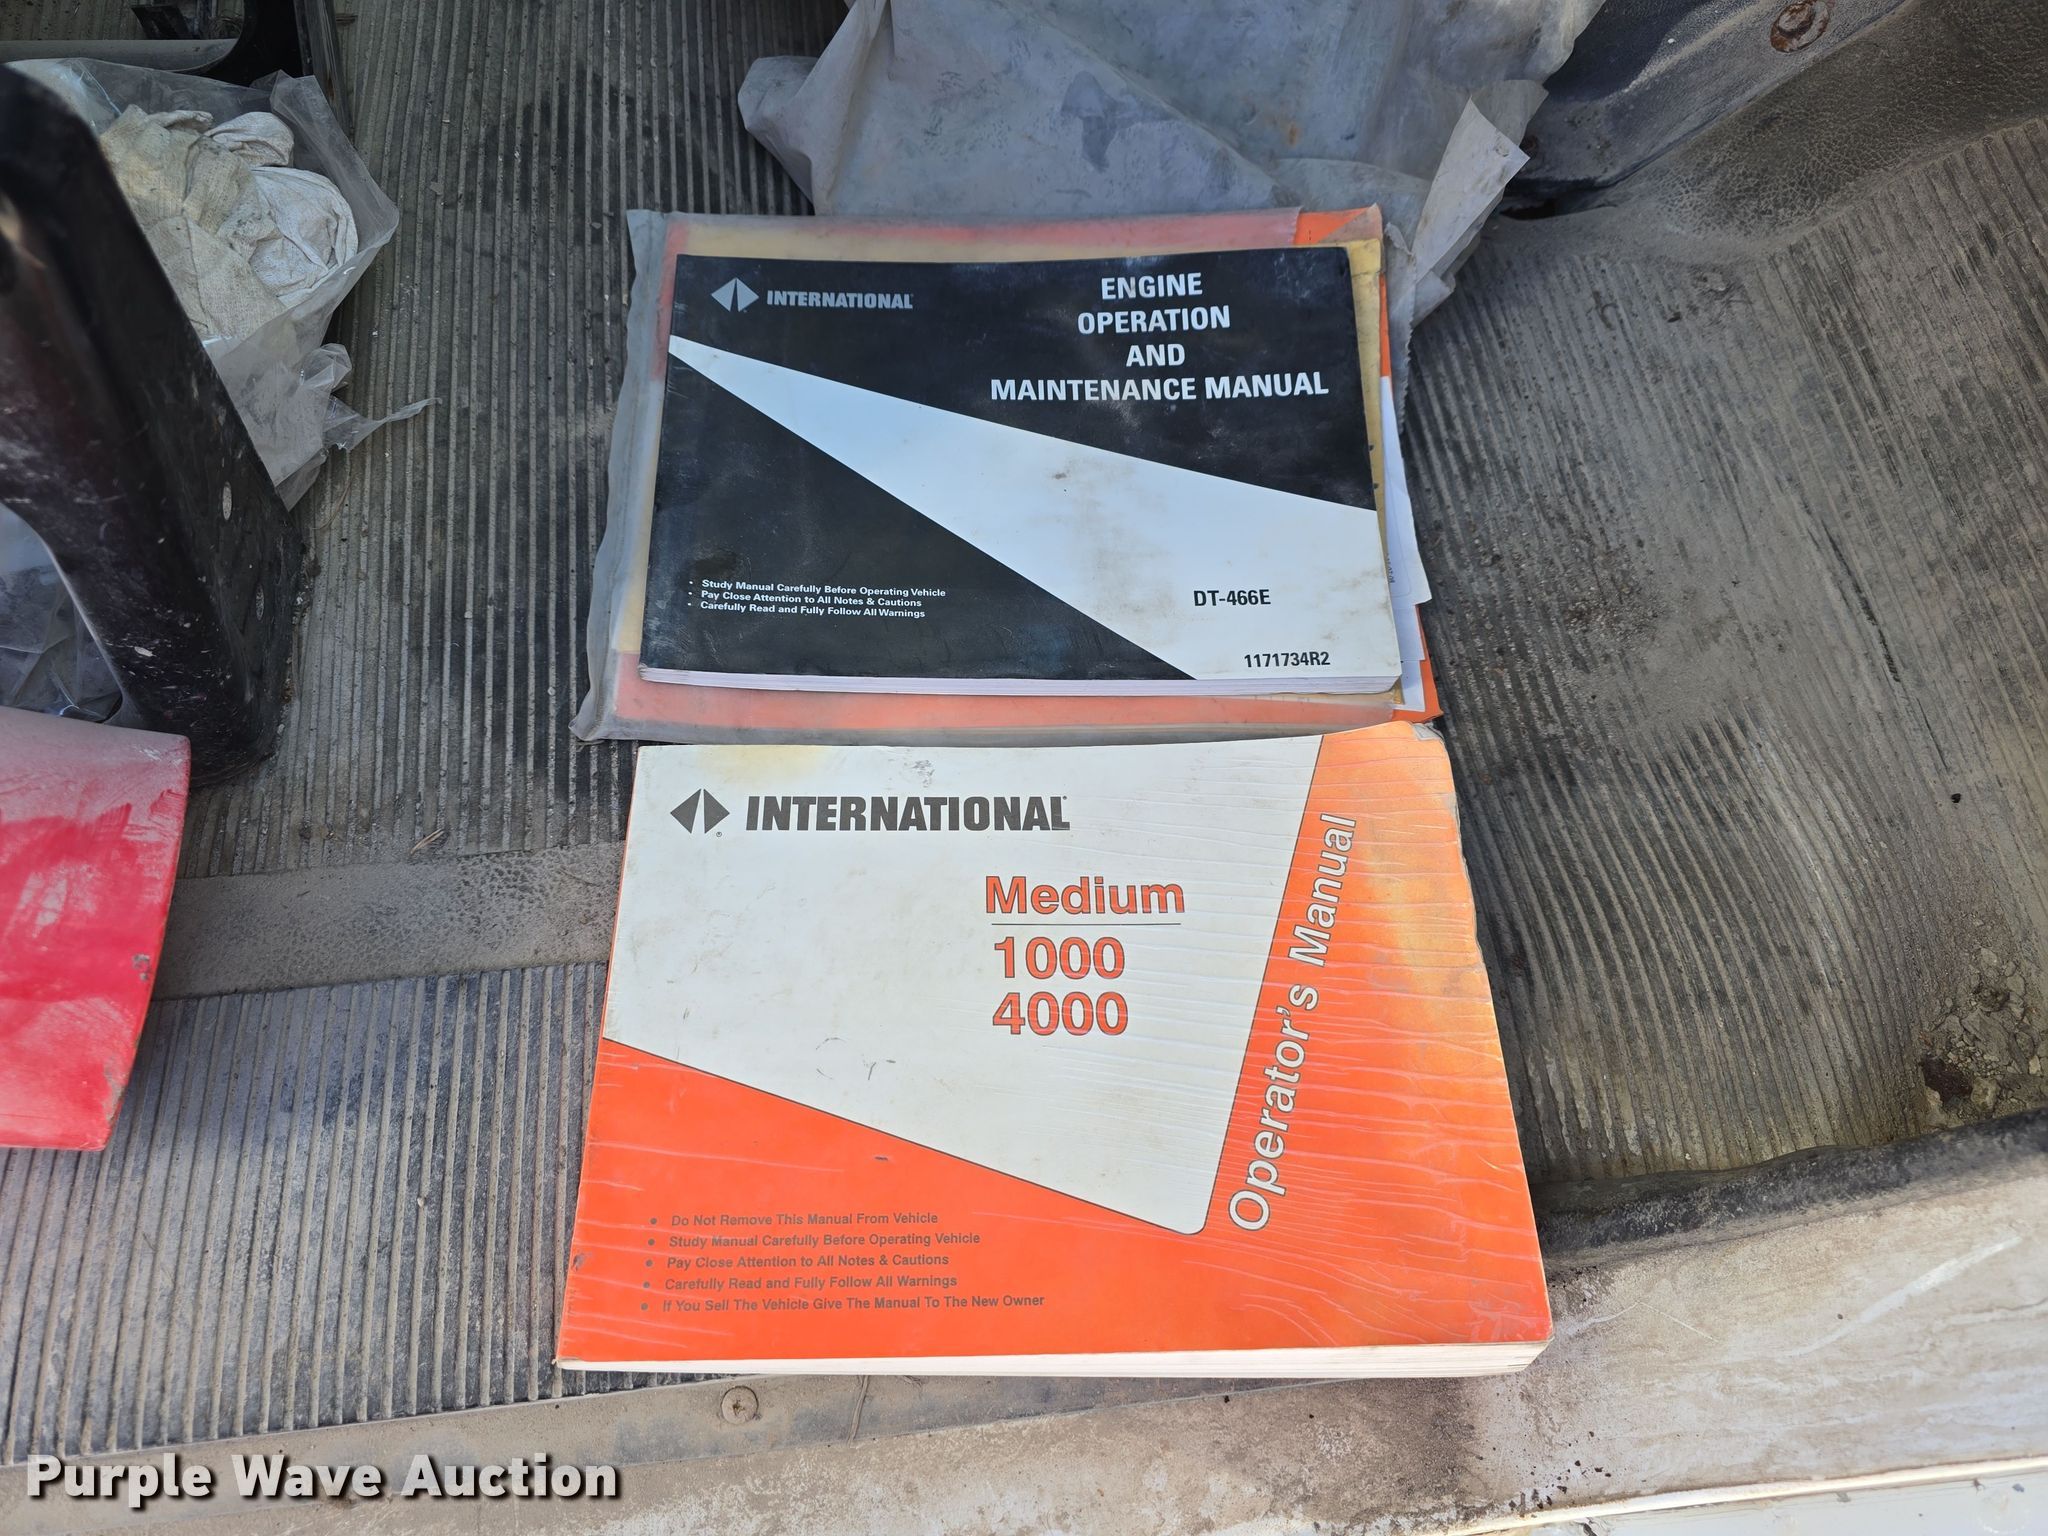 INTERNATIONAL
ENGINE
OPERATION
AND
MAINTENANCE MANUAL
• Study Manual Carefully Before Operating Vehicle
• Pay Close Attention to All Notes & Cautions
• Carefully Read and Fully Follow All Warnings
DT-466E
1171734R2
INTERNATIONAL
Medium
1000
4000
Operator's Manual
• Do Not Remove This Manual From Vehicle
• Study Manual Carefully Before Operating Vehicle
• Pay Close Attention to All Notes & Cautions
• Carefully Read and Fully Follow All Warnings
• If You Sell The Vehicle Give The Manual To The New Owner
Purple Wave Auction